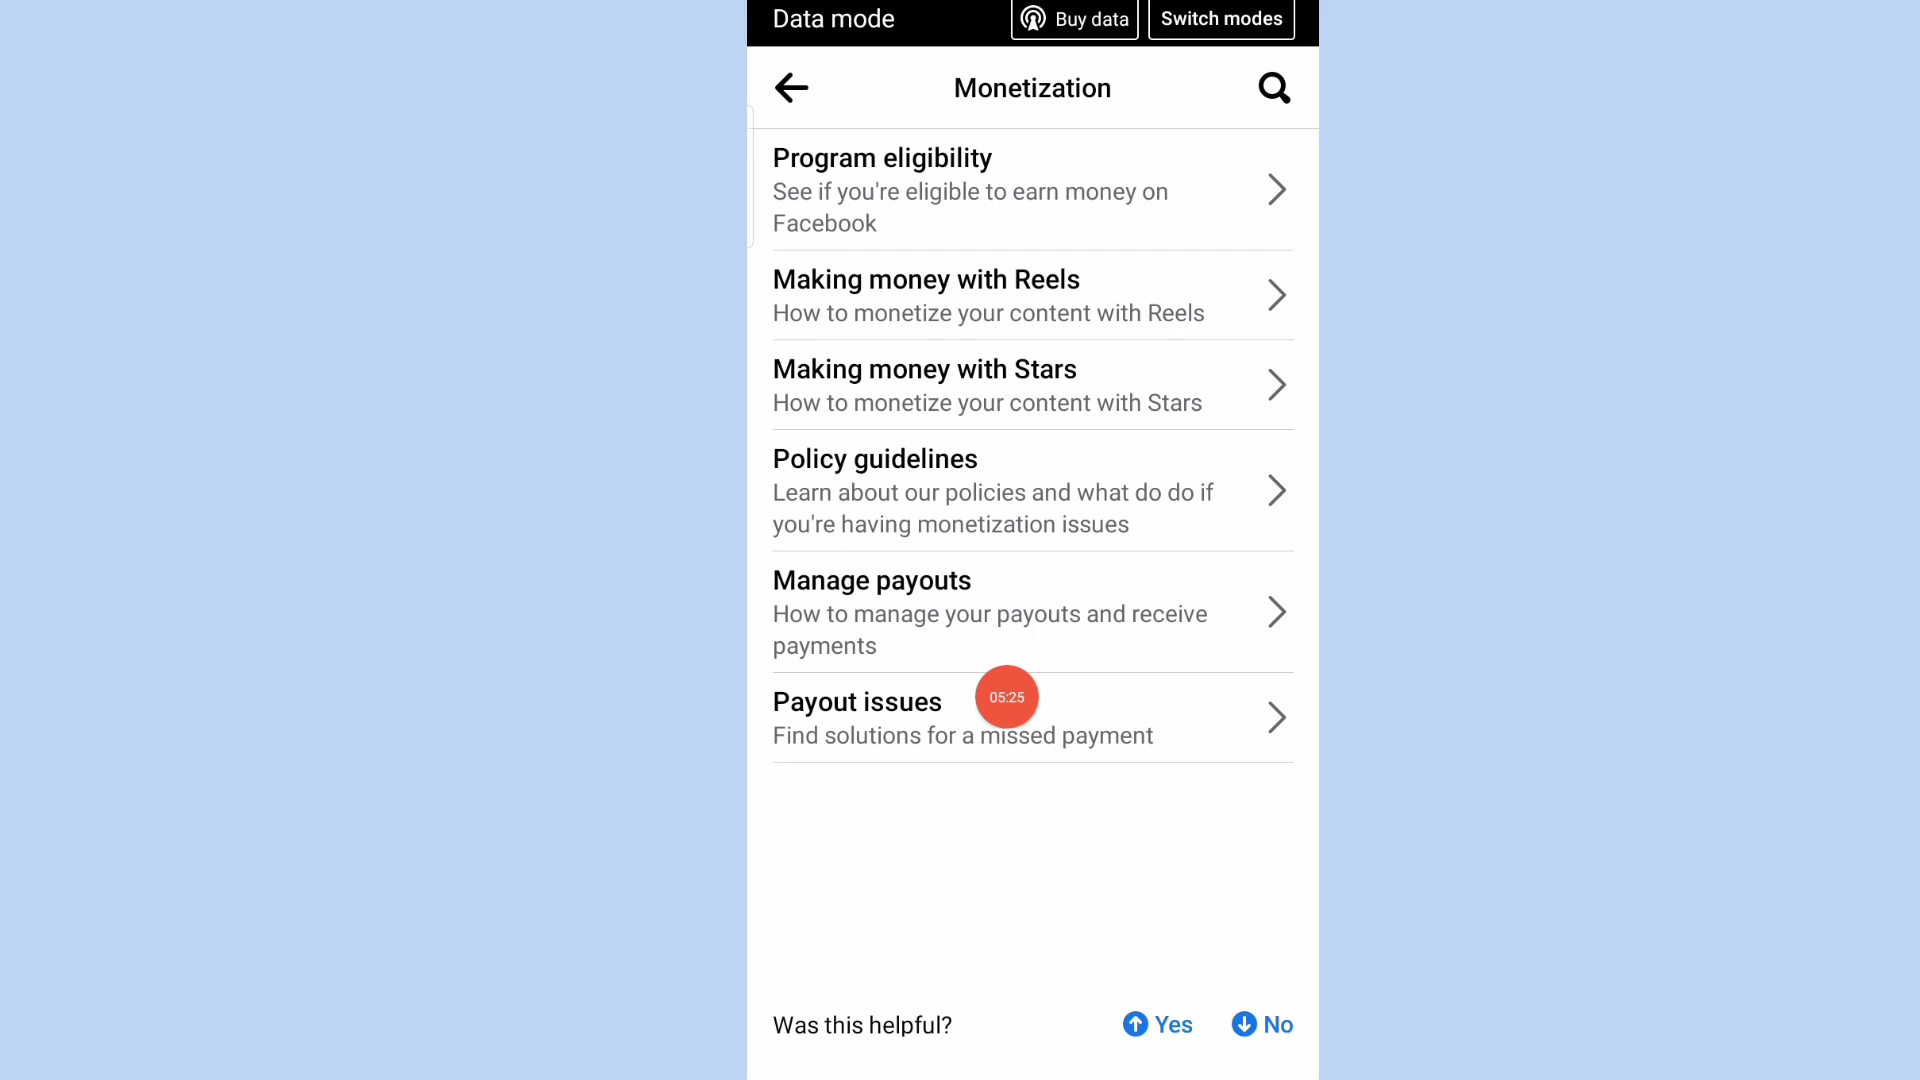 Data mode
Buy data
Switch modes
Monetization
Program eligibility
See if you're eligible to earn money on
Facebook
Making money with Reels
How to monetize your content with Reels
Making money with Stars
How to monetize your content with Stars
Policy guidelines
Learn about our policies and what do do if
you're having monetization issues
Manage payouts
How to manage your payouts and receive
payments
Payout issues
05:25
Find solutions for a missed payment
Was this helpful?
Yes
No